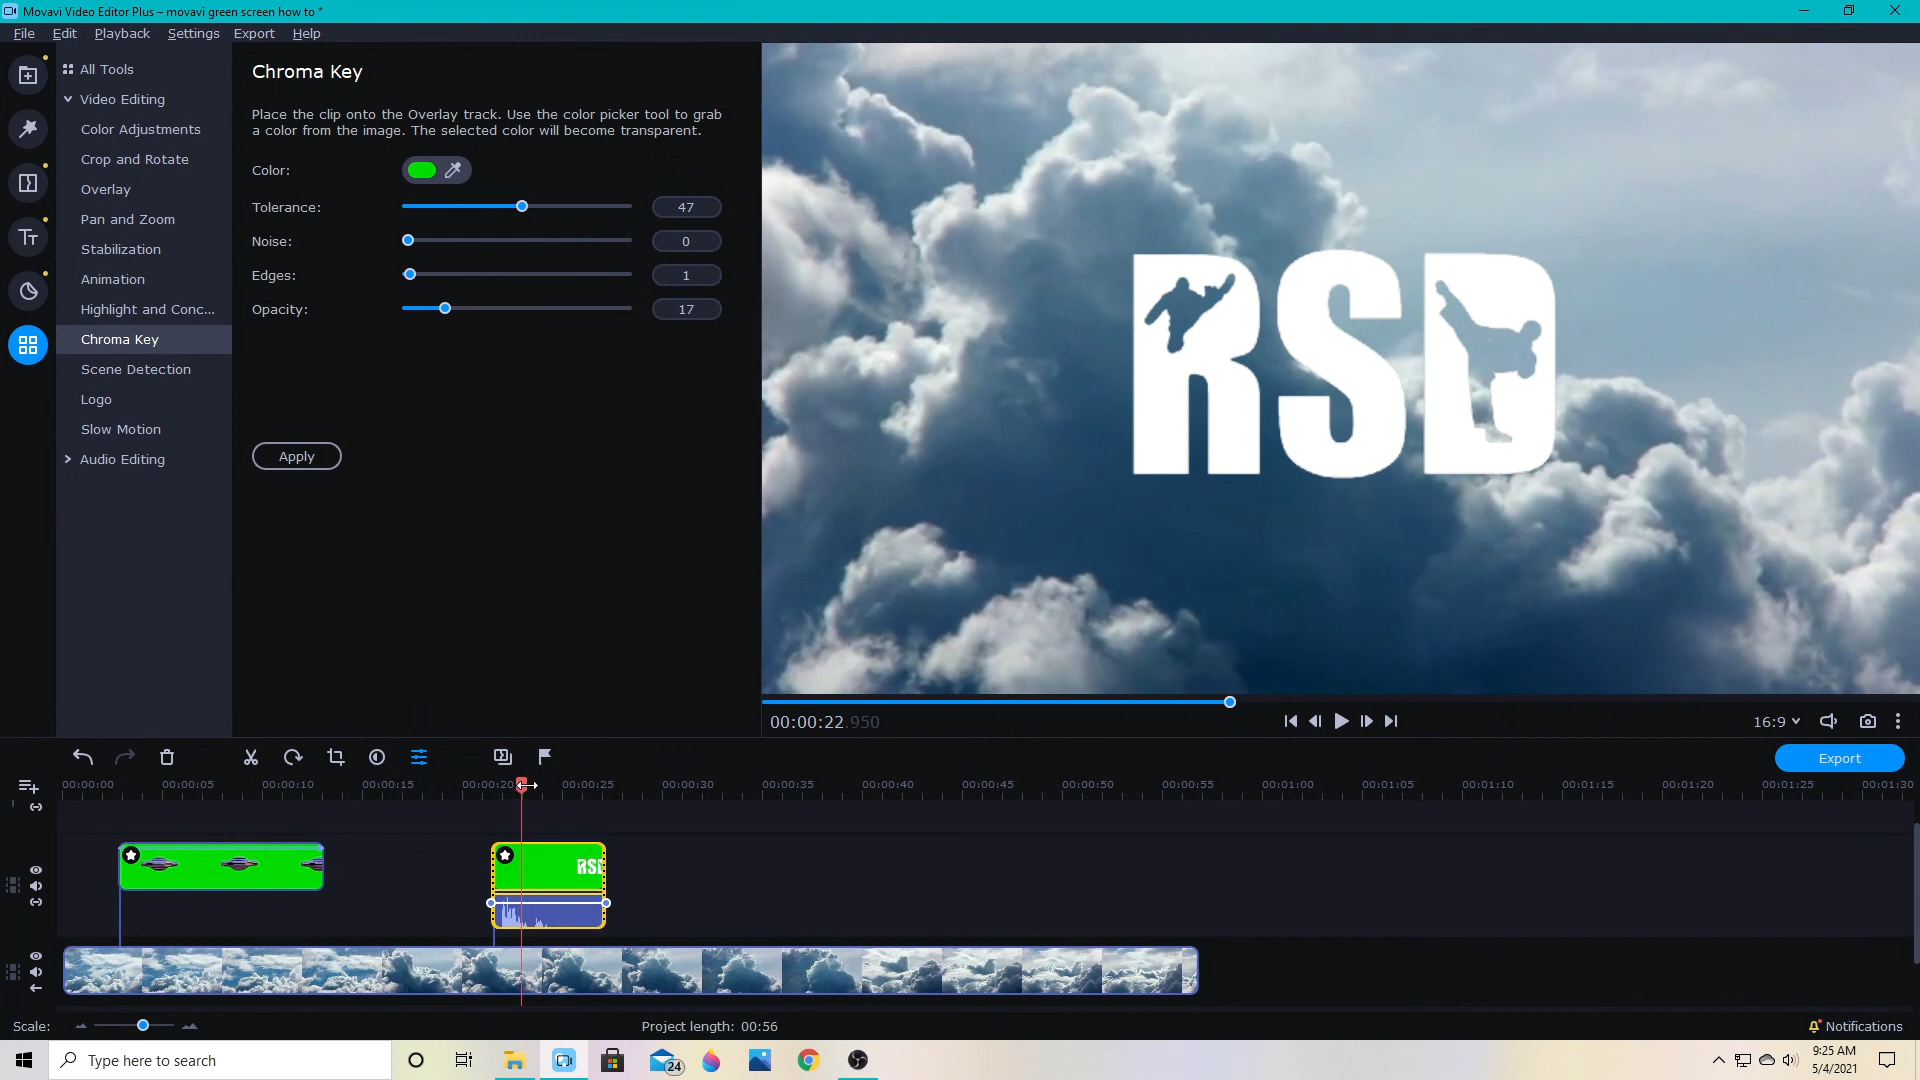 Movavi Video Editor Plus – movavi green screen how to *
File Edit Playback Settings Export Help
All Tools
Video Editing
Color Adjustments
Crop and Rotate
Overlay
Pan and Zoom
Stabilization
Animation
Highlight and Conc...
Chroma Key
Scene Detection
Logo
Slow Motion
Audio Editing
Chroma Key
Place the clip onto the Overlay track. Use the color picker tool to grab
a color from the image. The selected color will become transparent.
Color:
Tolerance: 47
Noise: 0
Edges: 1
Opacity: 17
Apply
RSD
00:00:22.950
16:9
Export
00:00:00 00:00:05 00:00:10 00:00:15 00:00:20 00:00:25 00:00:30 00:00:35 00:00:40 00:00:45 00:00:50 00:00:55 00:01:00 00:01:05 00:01:10 00:01:15 00:01:20 00:01:25 00:01:30
RSD
Scale:
Project length: 00:56
Notifications
Type here to search
24
9:25 AM
5/4/2021